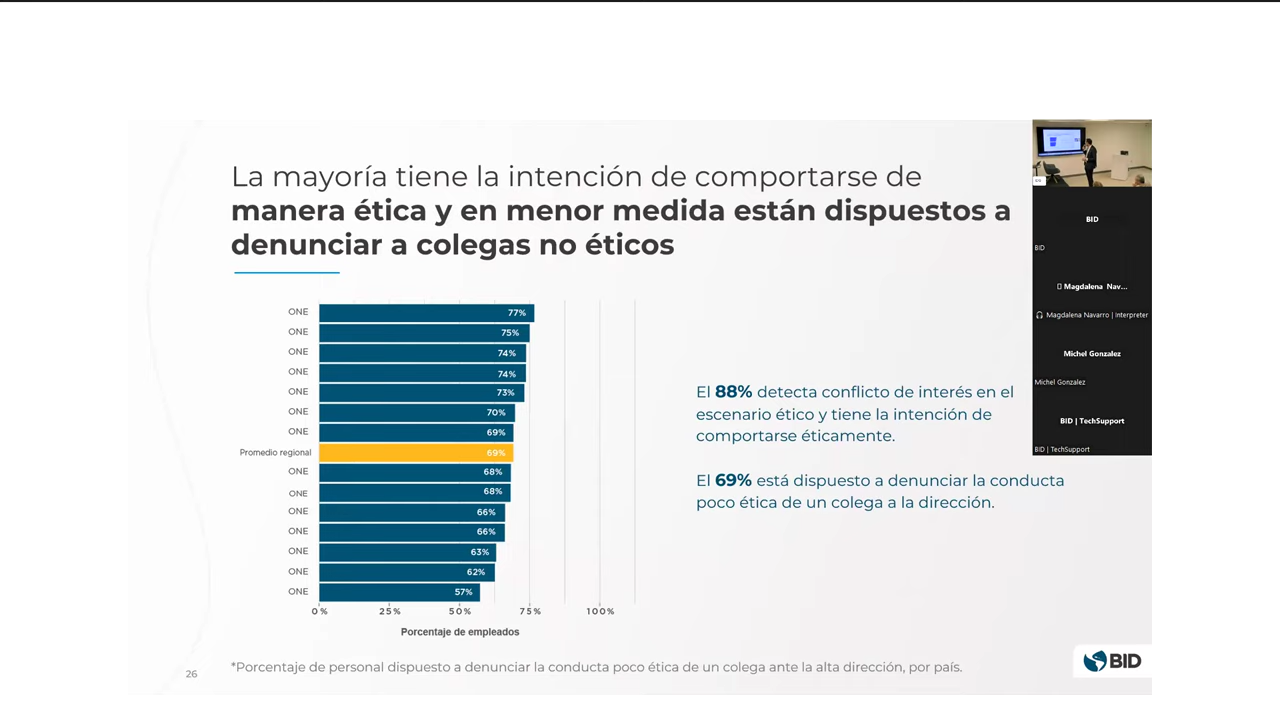 La mayoría tiene la intención de comportarse de
manera ética y en menor medida están dispuestos a
denunciar a colegas no éticos
ONE 77%
ONE 75%
ONE 74%
ONE 74%
ONE 73%
ONE 70%
ONE 69%
Promedio regional 69%
ONE 68%
ONE 68%
ONE 66%
ONE 66%
ONE 63%
ONE 62%
ONE 57%
0% 25% 50% 75% 100%
Porcentaje de empleados
El 88% detecta conflicto de interés en el
escenario ético y tiene la intención de
comportarse éticamente.
El 69% está dispuesto a denunciar la conducta
poco ética de un colega a la dirección.
BID
BID
Magdalena Nav...
Magdalena Navarro | Interpreter
Michel Gonzalez
Michel Gonzalez
BID | TechSupport
BID | TechSupport
*Porcentaje de personal dispuesto a denunciar la conducta poco ética de un colega ante la alta dirección, por país.
26
BID